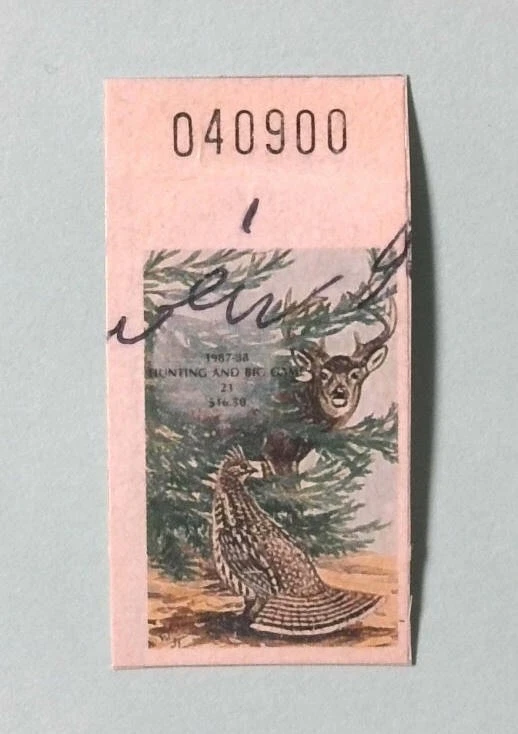 040900
1987-88
HUNTING AND BIG GAME
21
$16.50